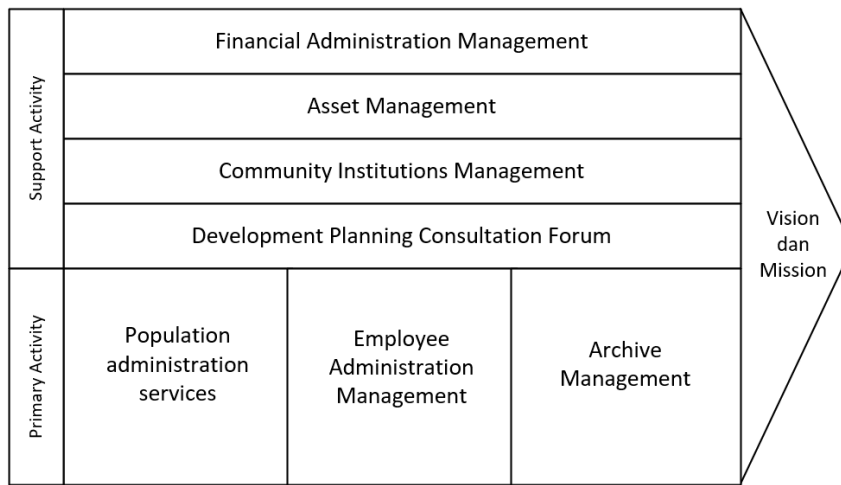 Support Activity
Financial Administration Management
Asset Management
Community Institutions Management
Development Planning Consultation Forum
Primary Activity
Population
administration
services
Employee
Administration
Management
Archive
Management
Vision
dan
Mission